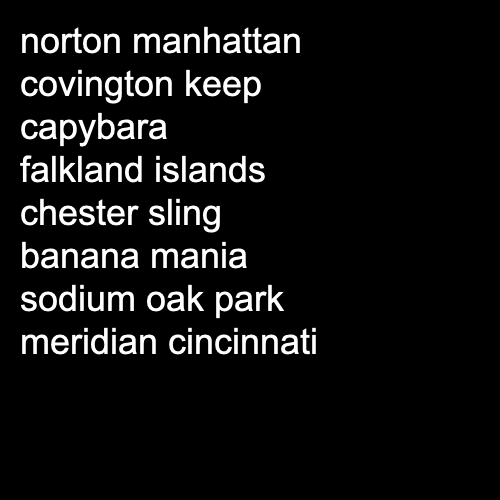 norton manhattan
covington keep
capybara
falkland islands
chester sling
banana mania
sodium oak park
meridian cincinnati